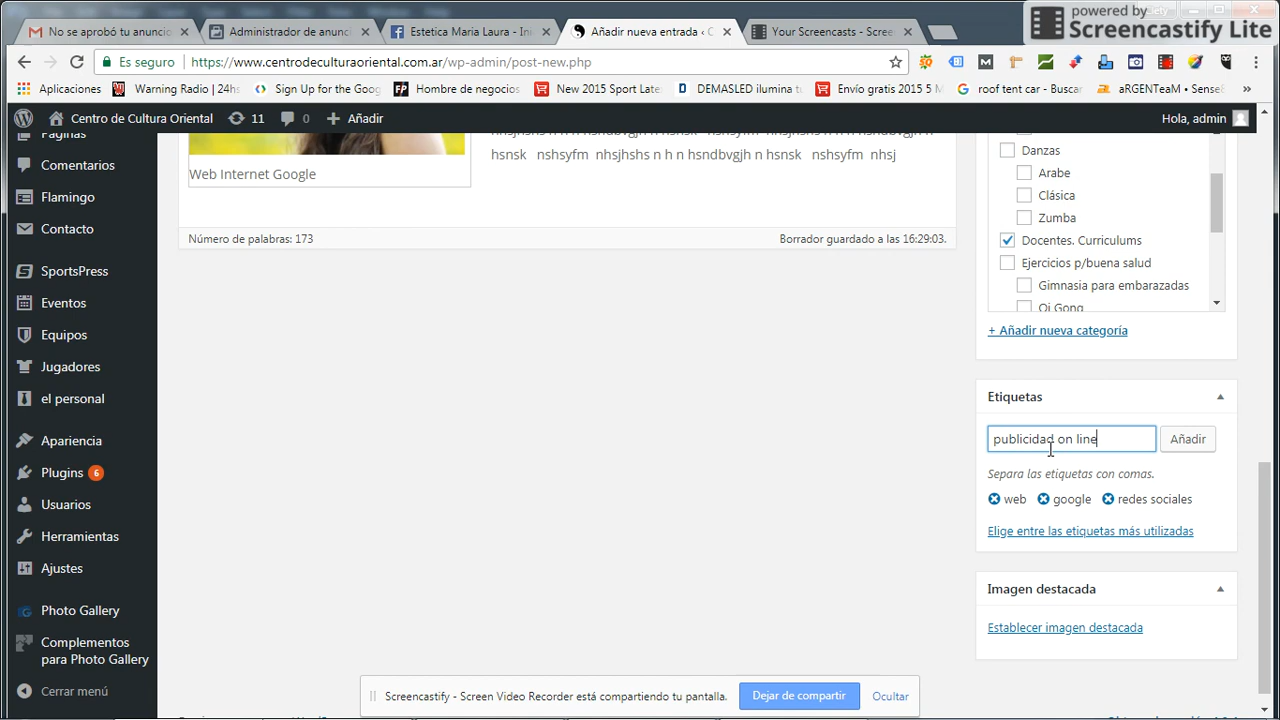 No se aprobó tu anuncio
Administrador de anunc
Estetica Maria Laura - Ini
Añadir nueva entrada ‹ C
Your Screencasts - Scree
powered by
SCREENCASTIFY Lite
Es seguro
https://www.centrodeculturaoriental.com.ar/wp-admin/post-new.php
Aplicaciones
Warning Radio | 24hs
Sign Up for the Goog
FP Hombre de negocios
New 2015 Sport Later
DEMASLED ilumina tu
Envío gratis 2015 5 M
roof tent car - Buscar
aRGENTeaM • Sense8
»
Centro de Cultura Oriental
11
0
Añadir
Hola, admin
Páginas
Comentarios
Flamingo
Contacto
SportsPress
Eventos
Equipos
Jugadores
el personal
Apariencia
Plugins 6
Usuarios
Herramientas
Ajustes
Photo Gallery
Complementos
para Photo Gallery
Cerrar menú
hsnsk nshsyfm nhsjhshs n h n hsndbvgjh n hsnsk nshsyfm nhsj
Web Internet Google
Número de palabras: 173
Borrador guardado a las 16:29:03.
Danzas
Arabe
Clásica
Zumba
Docentes. Curriculums
Ejercicios p/buena salud
Gimnasia para embarazadas
Qi Gong
+ Añadir nueva categoría
Etiquetas
publicidad on line
Añadir
Separa las etiquetas con comas.
web google redes sociales
Elige entre las etiquetas más utilizadas
Imagen destacada
Establecer imagen destacada
Screencastify - Screen Video Recorder está compartiendo tu pantalla.
Dejar de compartir
Ocultar